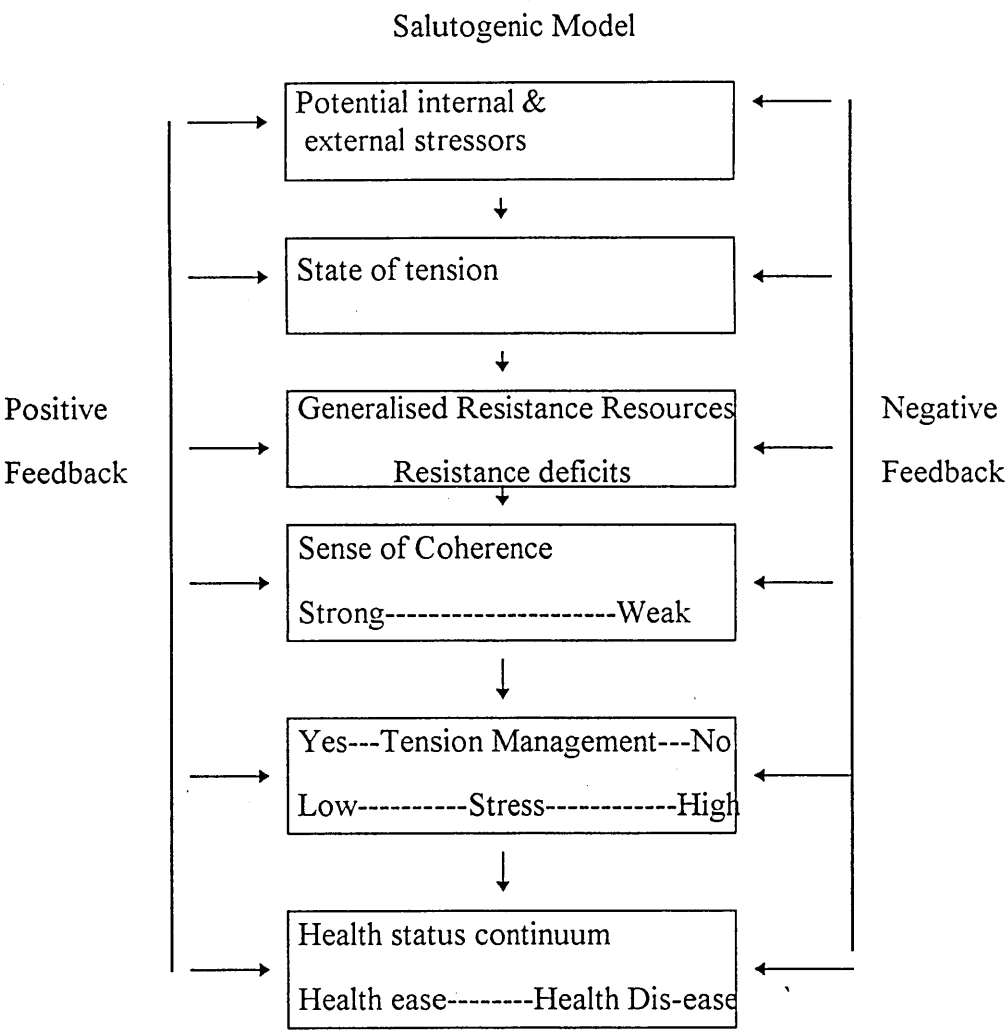 Salutogenic Model
Potential internal &
external stressors
State of tension
Positive
Feedback
Generalised Resistance Resources
Resistance deficits
Negative
Feedback
Sense of Coherence
Strong---------------------Weak
Yes---Tension Management---No
Low----------Stress------------High
Health status continuum
Health ease--------Health Dis-ease